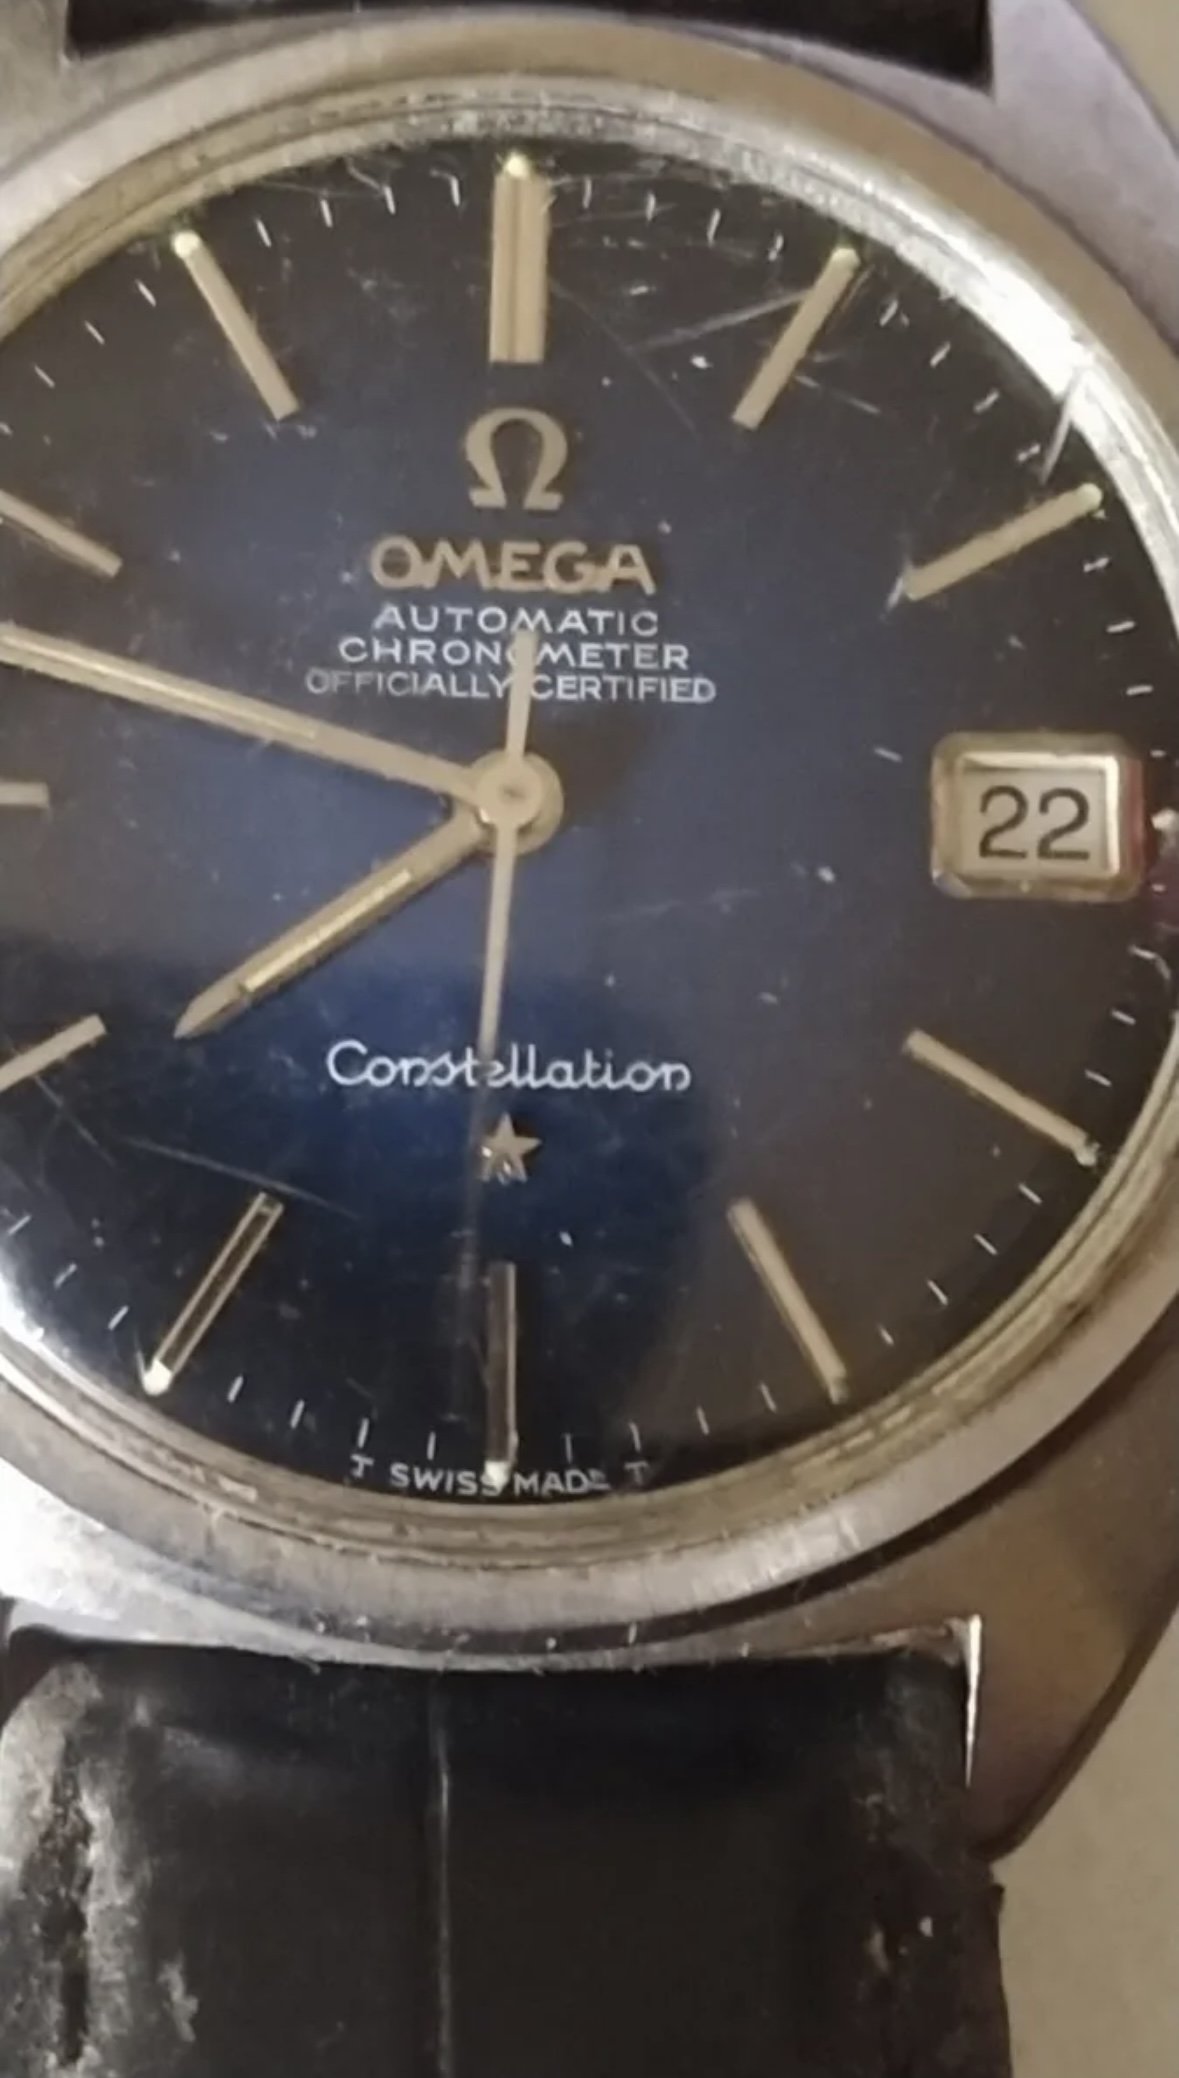 Ω
OMEGA
AUTOMATIC
CHRONOMETER
OFFICIALLY CERTIFIED
22
Constellation
T SWISS MADE T